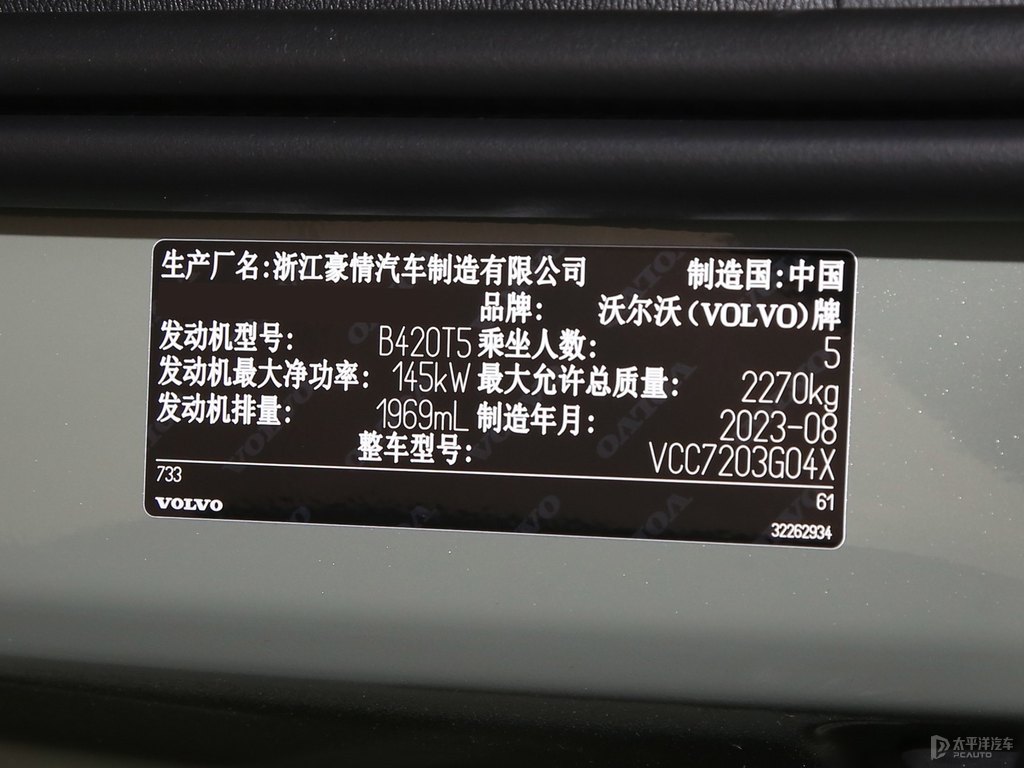 生产厂名:浙江豪情汽车制造有限公司 制造国:中国
品牌: 沃尔沃(VOLVO)牌
发动机型号: B420T5 乘坐人数: 5
发动机最大净功率: 145kW 最大允许总质量: 2270kg
发动机排量: 1969mL 制造年月: 2023-08
整车型号: VCC7203G04X
733 61
VOLVO 32262934
太平洋汽车
PCAUTO